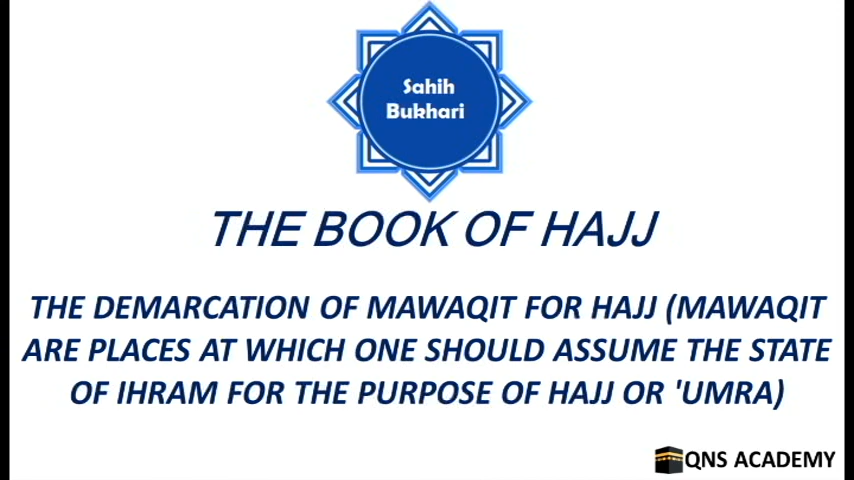 Sahih
Bukhari
THE BOOK OF HAJJ
THE DEMARCATION OF MAWAQIT FOR HAJJ (MAWAQIT
ARE PLACES AT WHICH ONE SHOULD ASSUME THE STATE
OF IHRAM FOR THE PURPOSE OF HAJJ OR 'UMRA)
QNS ACADEMY